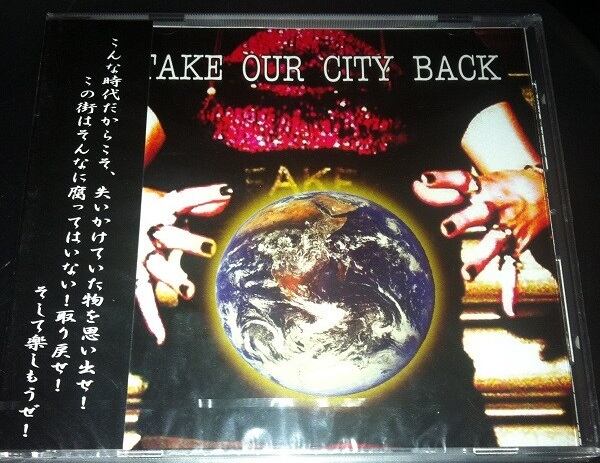 TAKE OUR CITY BACK
FAKE
こんな時代だからこそ、失いかけていた物を思い出せ！
この街はそんなに腐ってはいない！取り戻せ！
そして楽しもうぜ！